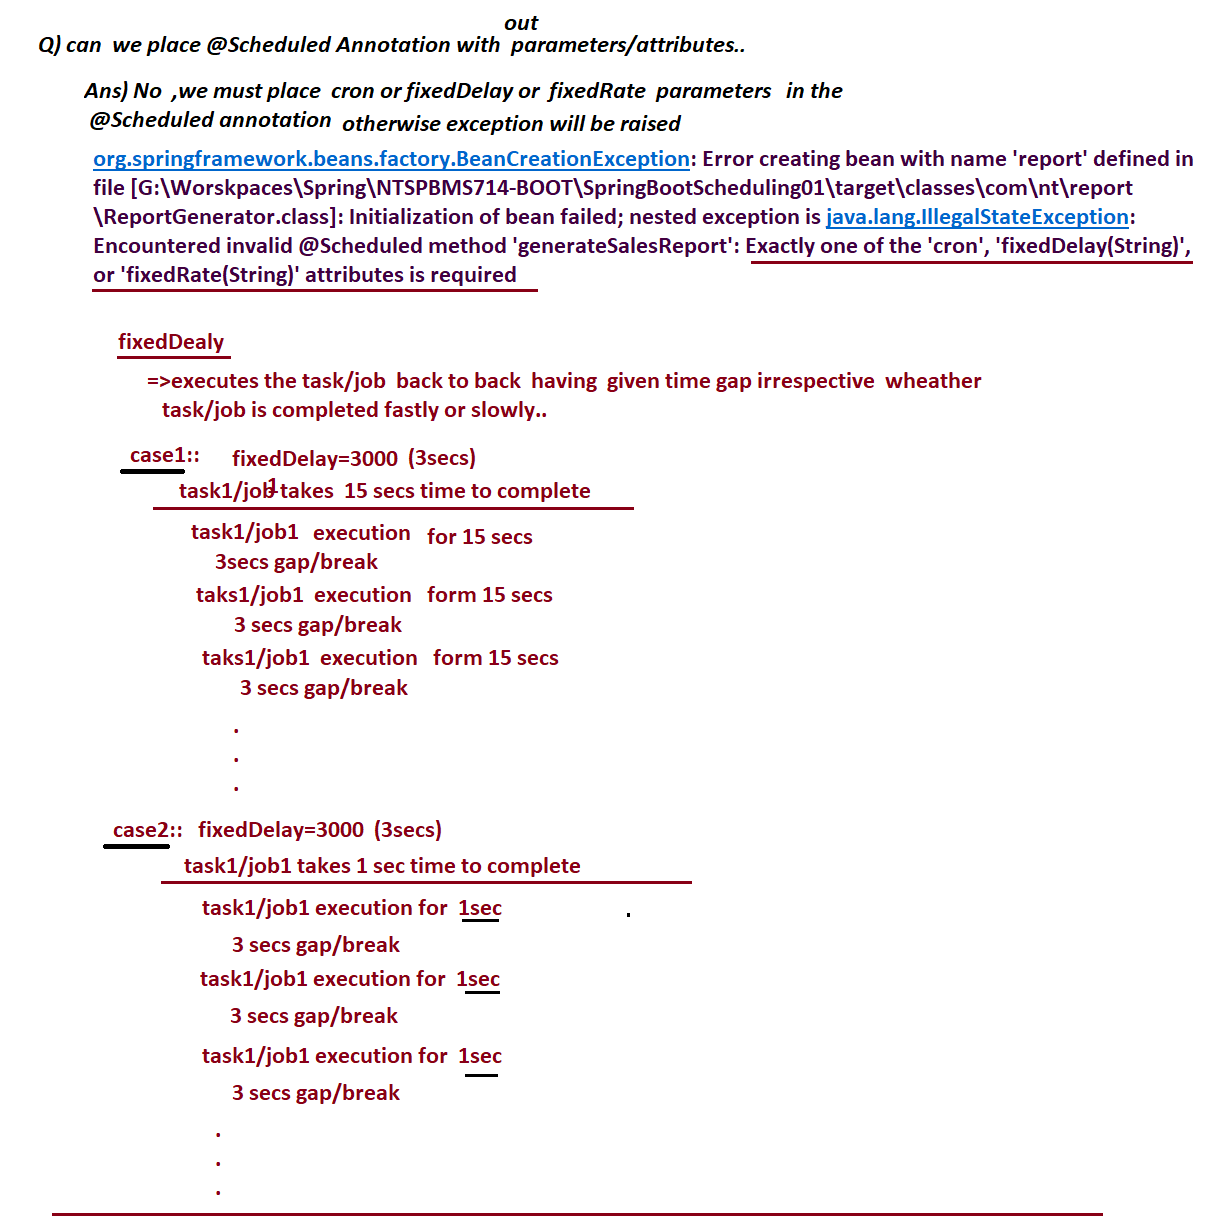 Q) can we place @Scheduled Annotation with out parameters/attributes..
Ans) No ,we must place cron or fixedDelay or fixedRate parameters in the
@Scheduled annotation otherwise exception will be raised
org.springframework.beans.factory.BeanCreationException: Error creating bean with name 'report' defined in
file [G:\Worskpaces\Spring\NTSPBMS714-BOOT\SpringBootScheduling01\target\classes\com\nt\report
\ReportGenerator.class]: Initialization of bean failed; nested exception is java.lang.IllegalStateException:
Encountered invalid @Scheduled method 'generateSalesReport': Exactly one of the 'cron', 'fixedDelay(String)',
or 'fixedRate(String)' attributes is required
fixedDealy
=>executes the task/job back to back having given time gap irrespective wheather
task/job is completed fastly or slowly..
case1:: fixedDelay=3000 (3secs)
task1/job1 takes 15 secs time to complete
task1/job1 execution for 15 secs
3secs gap/break
taks1/job1 execution form 15 secs
3 secs gap/break
taks1/job1 execution form 15 secs
3 secs gap/break
.
.
.
case2:: fixedDelay=3000 (3secs)
task1/job1 takes 1 sec time to complete
task1/job1 execution for 1sec
3 secs gap/break
task1/job1 execution for 1sec
3 secs gap/break
task1/job1 execution for 1sec
3 secs gap/break
.
.
.